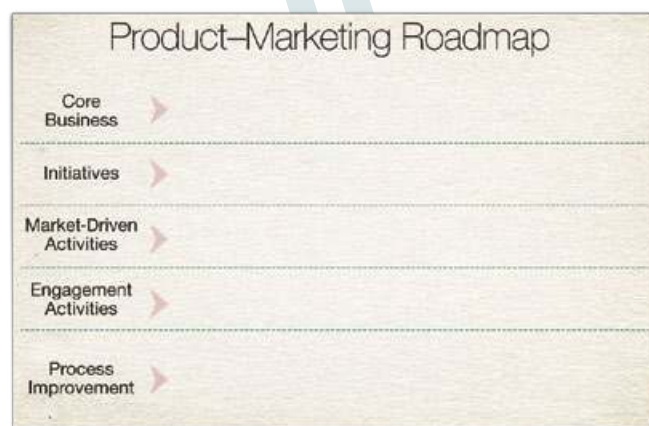 Product–Marketing Roadmap
Core
Business
Initiatives
Market-Driven
Activities
Engagement
Activities
Process
Improvement